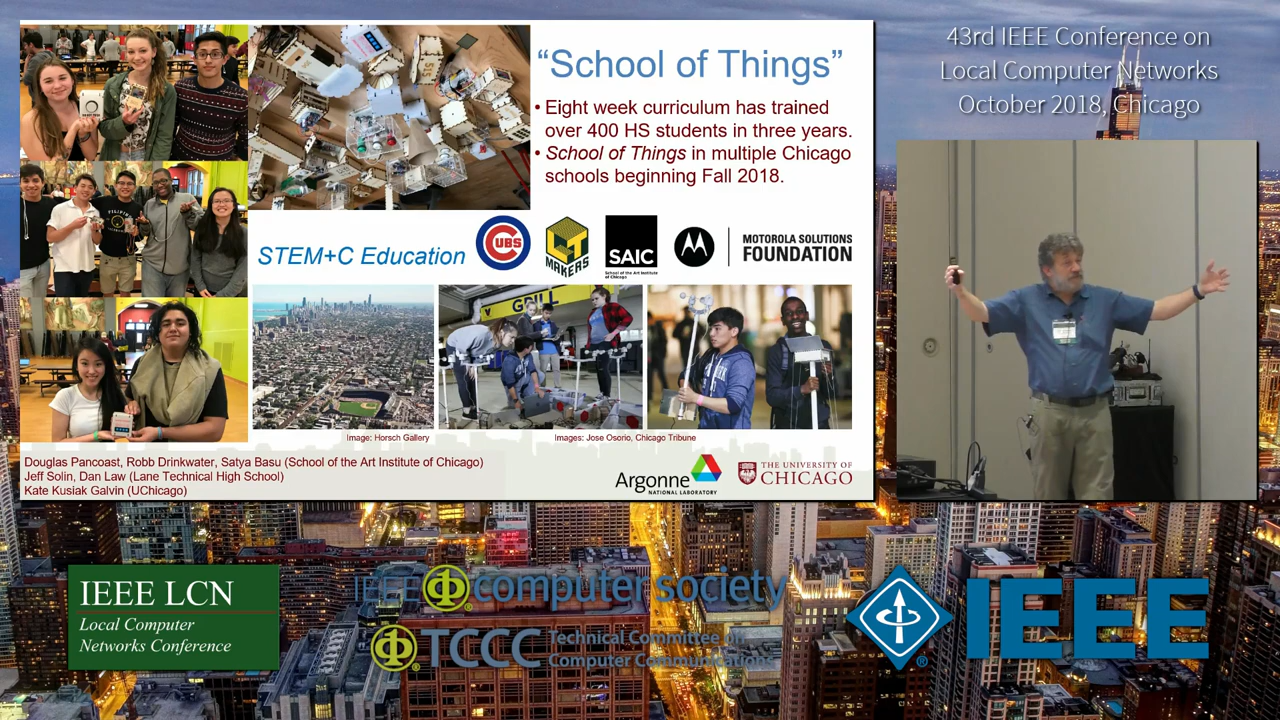 “School of Things”
• Eight week curriculum has trained
over 400 HS students in three years.
• School of Things in multiple Chicago
schools beginning Fall 2018.
STEM+C Education
CUBS
LT
MAKERS
SAIC
School of the Art Institute
of Chicago
MOTOROLA SOLUTIONS
FOUNDATION
GRILL
Image: Horsch Gallery
Images: Jose Osorio, Chicago Tribune
Douglas Pancoast, Robb Drinkwater, Satya Basu (School of the Art Institute of Chicago)
Jeff Solin, Dan Law (Lane Technical High School)
Kate Kusiak Galvin (UChicago)
Argonne
NATIONAL LABORATORY
THE UNIVERSITY OF
CHICAGO
43rd IEEE Conference on
Local Computer Networks
October 2018, Chicago
IEEE LCN
Local Computer
Networks Conference
IEEE computer society
TCCC Technical Committee on
Computer Communications
IEEE